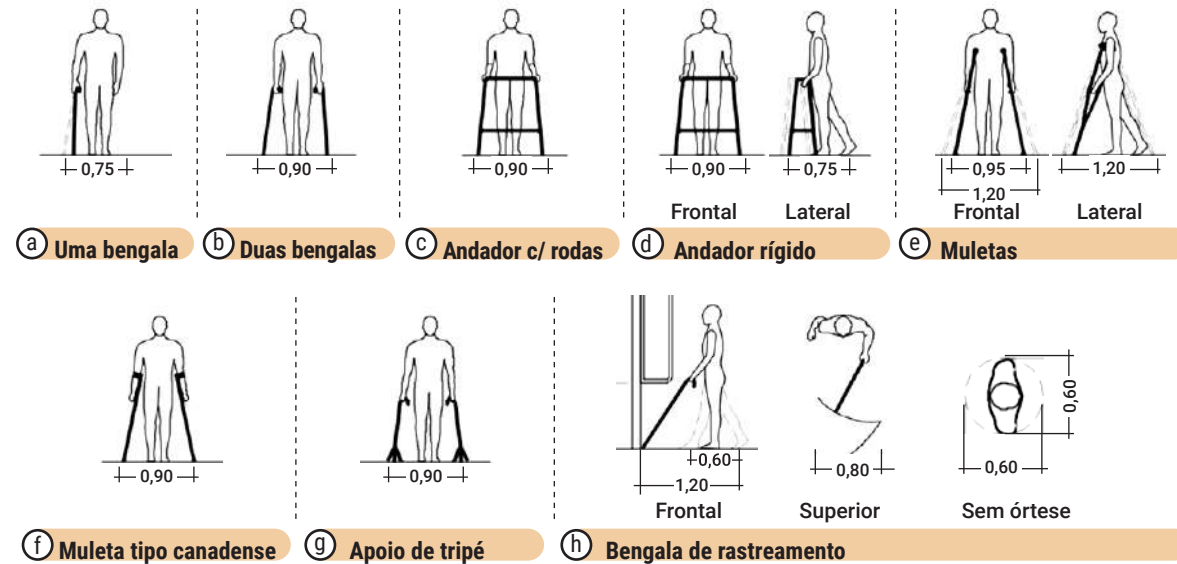 0,75
a Uma bengala
0,90
b Duas bengalas
0,90
c Andador c/ rodas
0,90
0,75
Frontal
Lateral
d Andador rígido
0,95
1,20
1,20
Frontal
Lateral
e Muletas
0,90
f Muleta tipo canadense
0,90
g Apoio de tripé
0,60
1,20
Frontal
0,80
Superior
0,60
0,60
Sem órtese
h Bengala de rastreamento